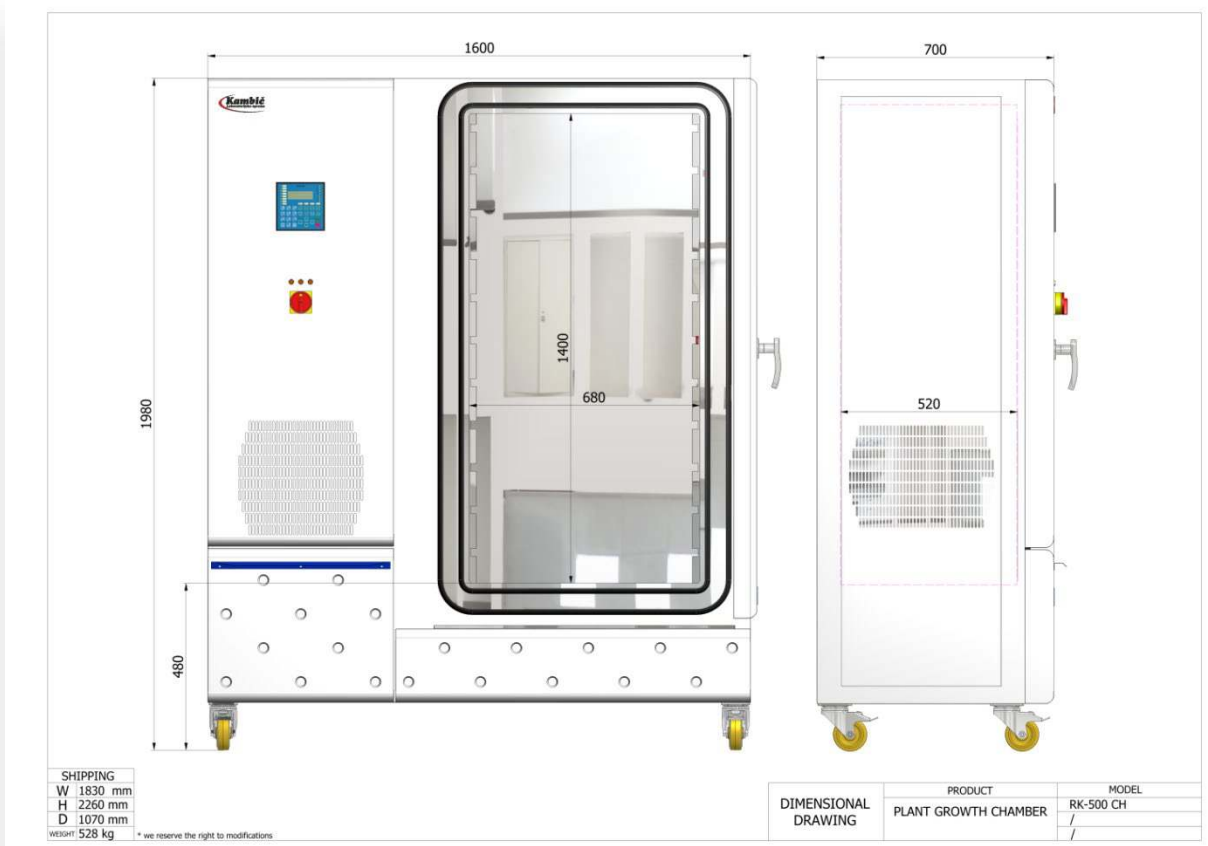 1600
700
Kambič
1980
1400
680
520
480
SHIPPING
W 1830 mm
H 2260 mm
D 1070 mm
WEIGHT 528 kg
* we reserve the right to modifications
DIMENSIONAL
DRAWING
PRODUCT
PLANT GROWTH CHAMBER
MODEL
RK-500 CH
/
/